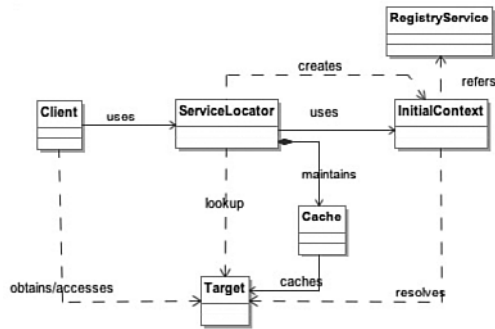 RegistryService
creates
refers
Client
ServiceLocator
InitialContext
uses
uses
maintains
lookup
Cache
obtains/accesses
Target
caches
resolves